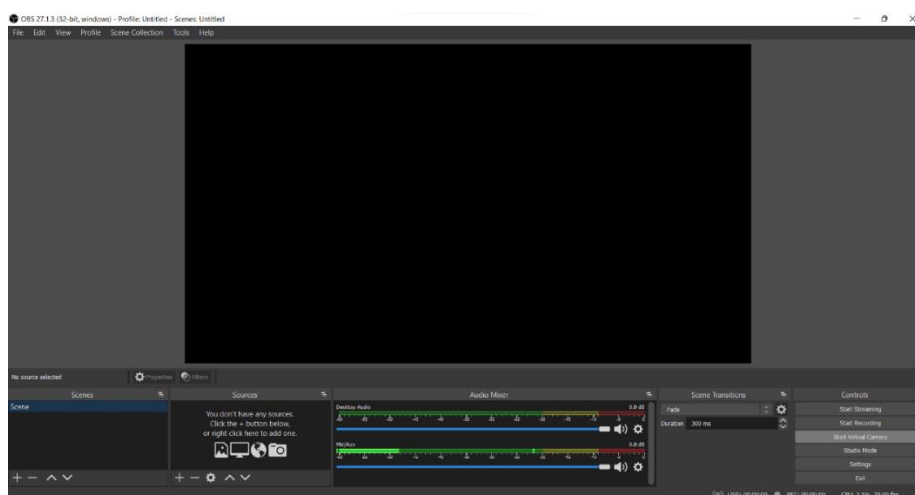 OBS 27.1.3 (32-bit, windows) - Profile: Untitled - Scenes: Untitled
File Edit View Profile Scene Collection Tools Help
No source selected
Properties Filters
Scenes
Sources
Audio Mixer
Scene Transitions
Controls
Scene
You don't have any sources.
Click the + button below,
or right click here to add one.
Desktop Audio
0.0 dB
Mic/Aux
0.0 dB
Fade
Duration 300 ms
Start Streaming
Start Recording
Start Virtual Camera
Studio Mode
Settings
Exit